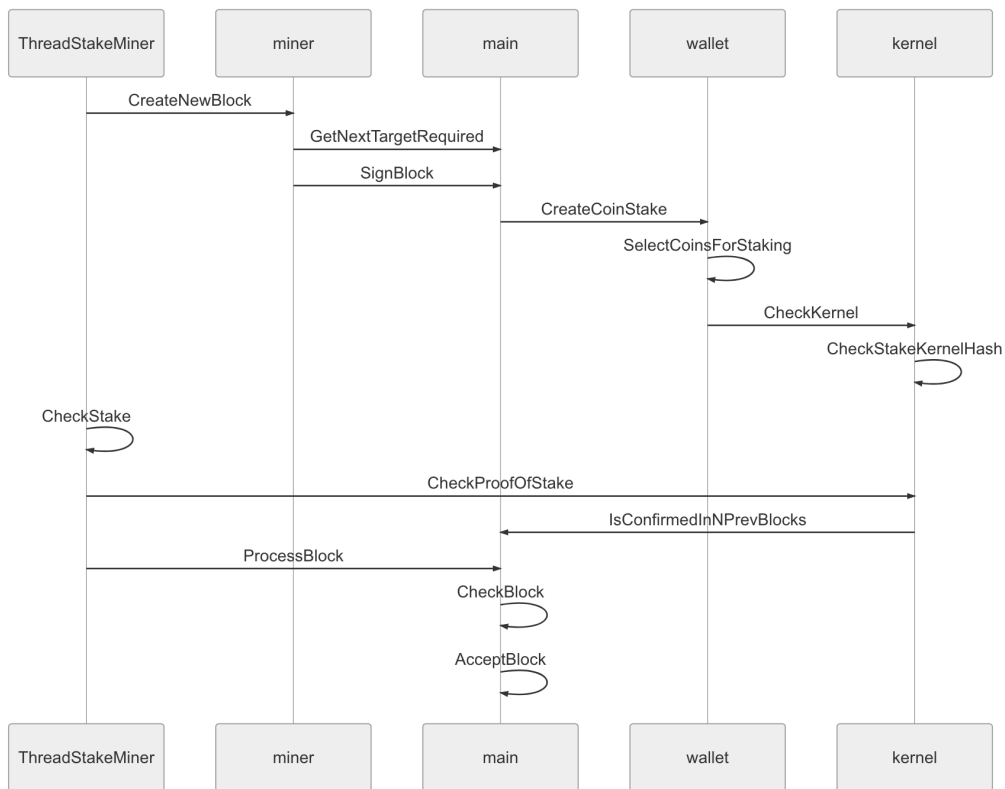 ThreadStakeMiner miner main wallet kernel
CreateNewBlock
GetNextTargetRequired
SignBlock
CreateCoinStake
SelectCoinsForStaking
CheckKernel
CheckStakeKernelHash
CheckStake
CheckProofOfStake
IsConfirmedInNPrevBlocks
ProcessBlock
CheckBlock
AcceptBlock
ThreadStakeMiner miner main wallet kernel